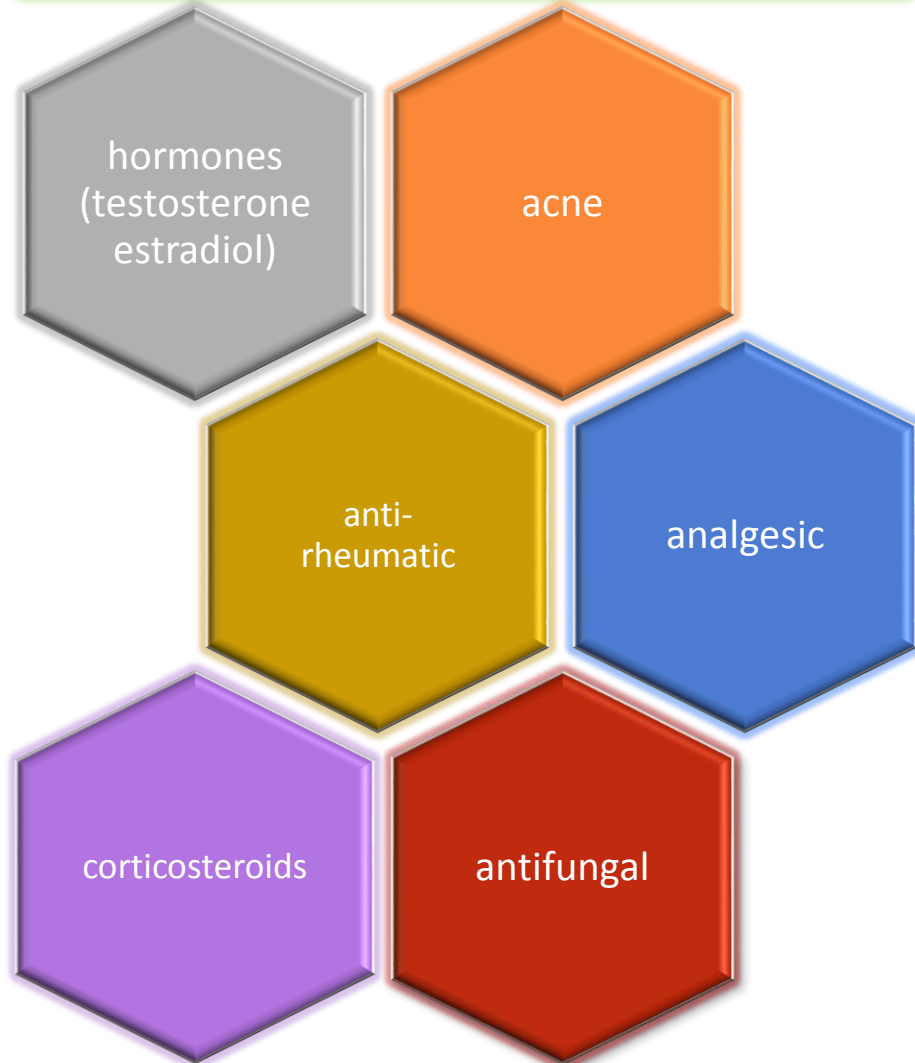 hormones
(testosterone
estradiol)
acne
anti-
rheumatic
analgesic
corticosteroids
antifungal